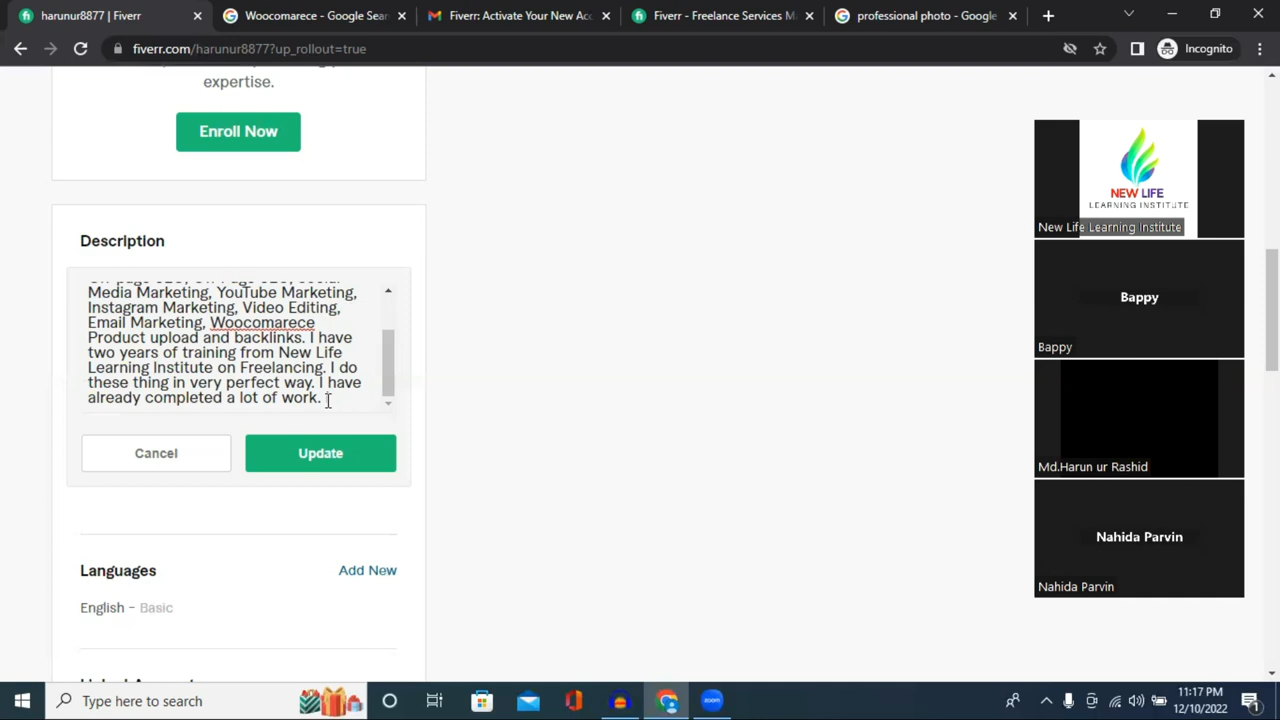 harunur8877 | Fiverr
Woocomarece - Google Sear
Fiverr: Activate Your New Acc
Fiverr - Freelance Services M
professional photo - Google
fiverr.com/harunur8877?up_rollout=true
Incognito
expertise.
Enroll Now
Description
Media Marketing, YouTube Marketing,
Instagram Marketing, Video Editing,
Email Marketing, Woocomarece
Product upload and backlinks. I have
two years of training from New Life
Learning Institute on Freelancing. I do
these thing in very perfect way. I have
already completed a lot of work.
Cancel
Update
Languages
Add New
English - Basic
NEW LIFE
LEARNING INSTITUTE
New Life Learning Institute
Bappy
Bappy
Md.Harun ur Rashid
Nahida Parvin
Nahida Parvin
Type here to search
zoom
11:17 PM
12/10/2022
1